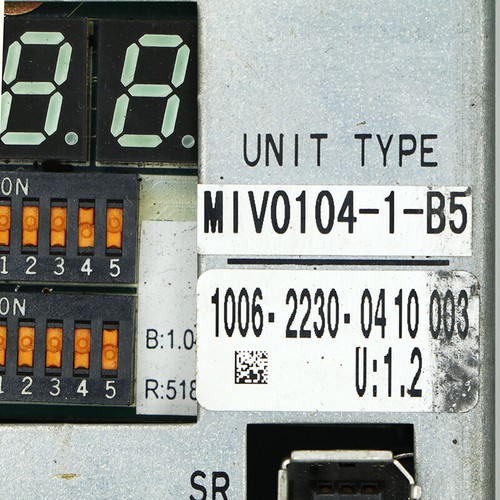 ON
1 2 3 4 5
ON
1 2 3 4 5
UNIT TYPE
MIV0104-1-B5
1006-2230-0410 003
U:1.2
B:1.0
R:518
SR